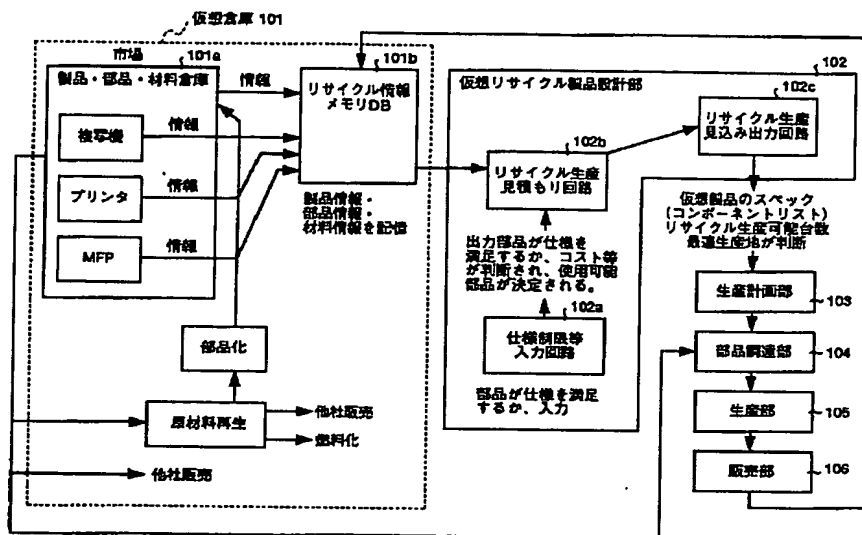 仮想倉庫 101
市場
101a
製品・部品・材料倉庫
複写機
プリンタ
MFP
情報
情報
情報
情報
101b
リサイクル情報
メモリDB
製品情報・
部品情報・
材料情報を記憶
部品化
原材料再生
他社販売
燃料化
他社販売
102
仮想リサイクル製品設計部
102b
リサイクル生産
見積もり回路
102c
リサイクル生産
見込み出力回路
出力部品が仕様を
満足するか、コスト等
が判断され、使用可能
部品が決定される。
102a
仕様制限等
入力回路
部品が仕様を満足
するか、入力
仮想製品のスペック
(コンポーネントリスト)
リサイクル生産可能台数
最適生産地が判断
生産計画部
103
部品調達部
104
生産部
105
販売部
106